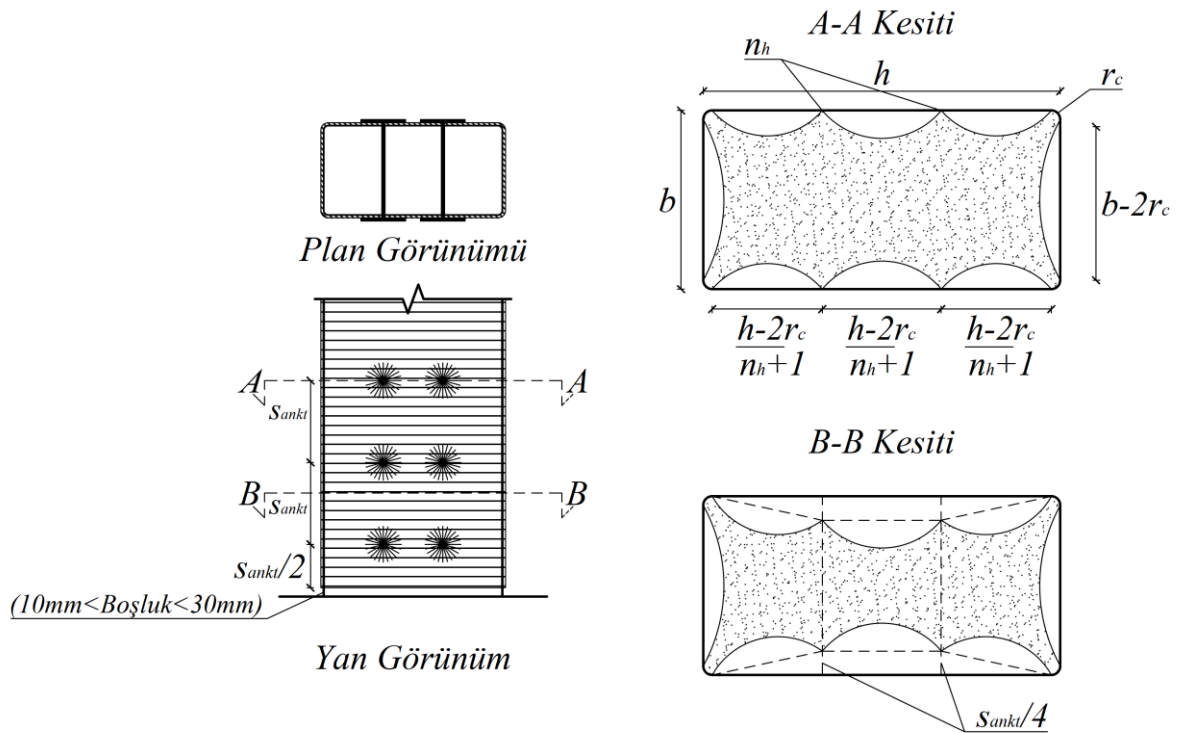 Plan Görünümü
A
A
sankt
B
B
sankt
sankt/2
(10mm<Boşluk<30mm)
Yan Görünüm
A-A Kesiti
nh
h
rc
b
b-2rc
h-2rc
nh+1
h-2rc
nh+1
h-2rc
nh+1
B-B Kesiti
sankt/4